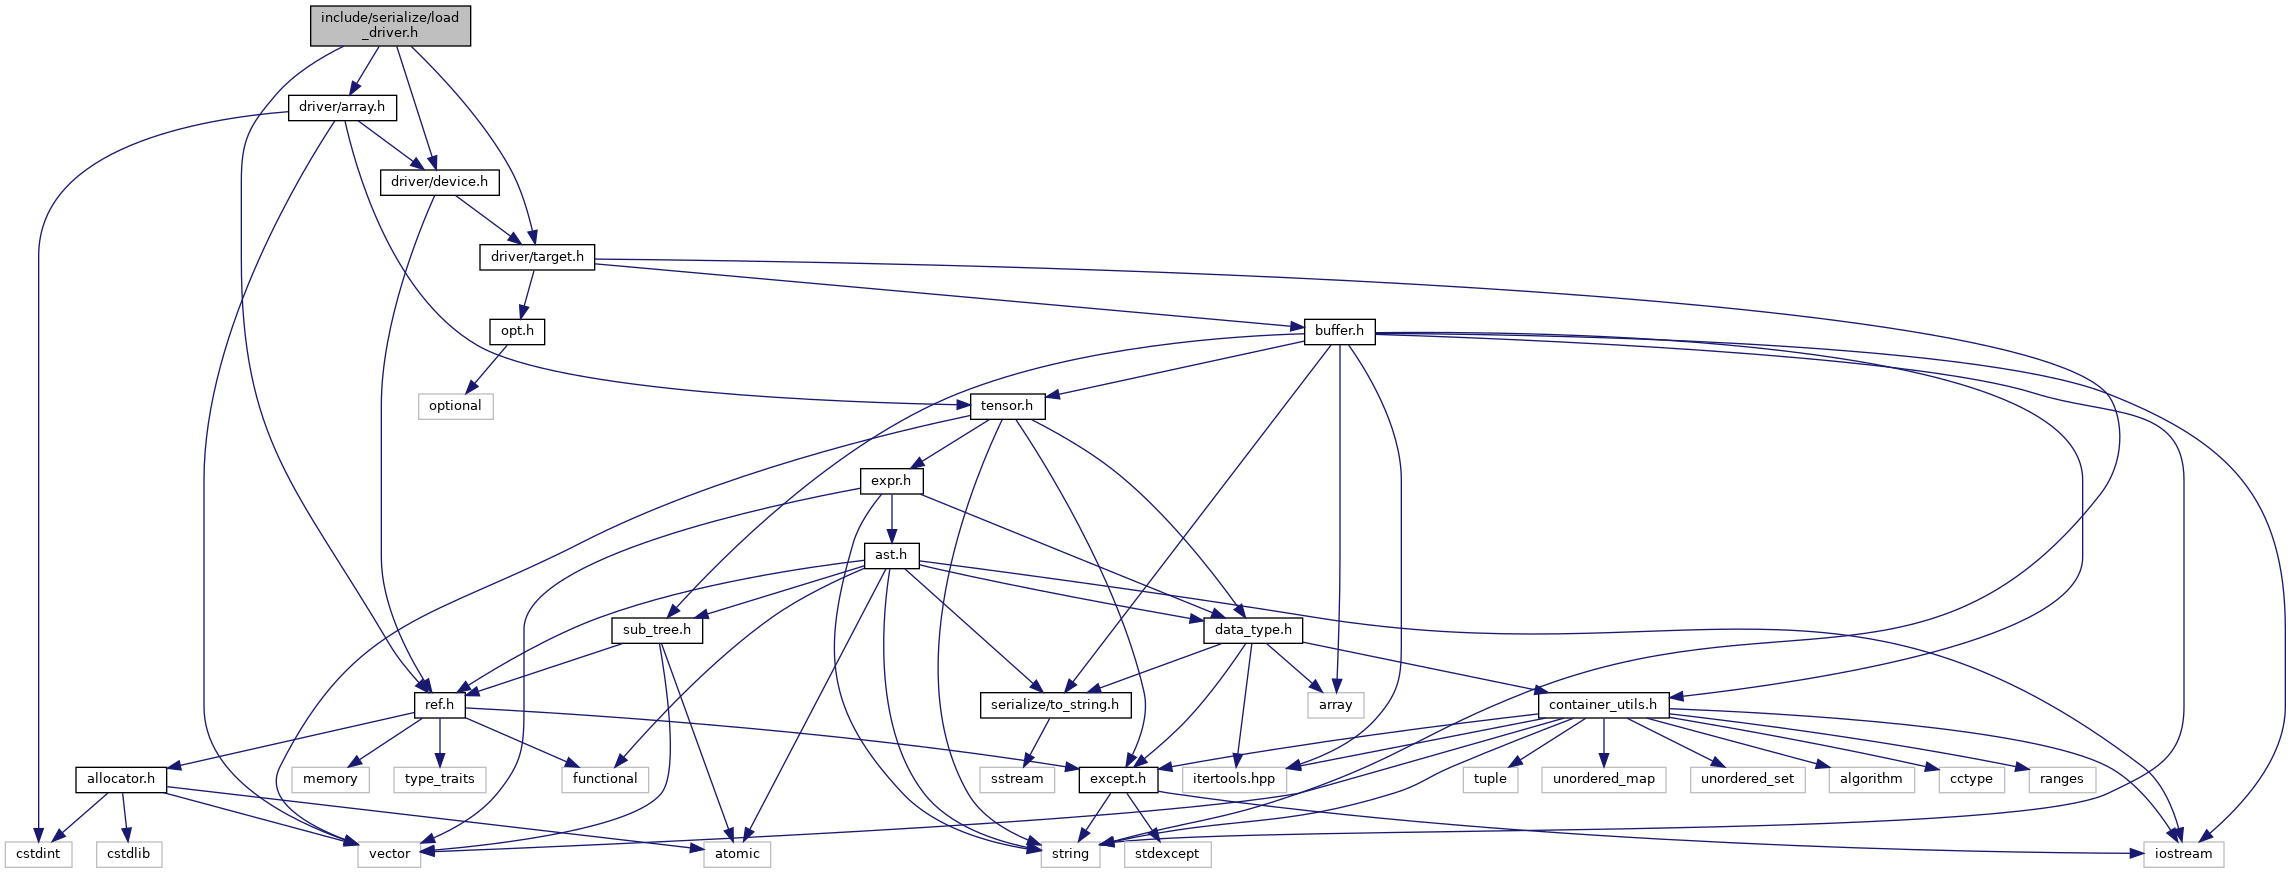 include/serialize/load
_driver.h
driver/array.h
driver/device.h
driver/target.h
opt.h
buffer.h
optional
tensor.h
expr.h
ast.h
sub_tree.h
data_type.h
ref.h
serialize/to_string.h
array
container_utils.h
allocator.h
memory
type_traits
functional
sstream
except.h
itertools.hpp
tuple
unordered_map
unordered_set
algorithm
cctype
ranges
cstdint
cstdlib
vector
atomic
string
stdexcept
iostream